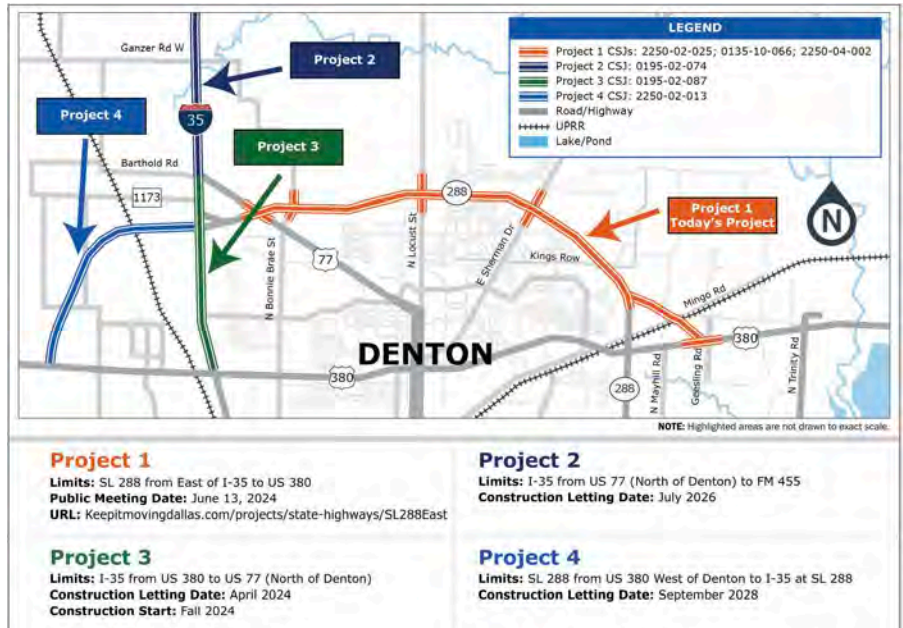 LEGEND
Project 1 CSJs: 2250-02-025; 0135-10-066; 2250-04-002
Project 2 CSJ: 0195-02-074
Project 3 CSJ: 0195-02-087
Project 4 CSJ: 2250-02-013
Road/Highway
UPRR
Lake/Pond
Ganzer Rd W
Project 2
Project 4
35
Project 3
Barthold Rd
1173
288
Project 1
Today's Project
N
77
N Bonnie Brae St
N Locust St
E Sherman Dr
Kings Row
Mingo Rd
DENTON
380
380
288
N Mayhill Rd
Geesling Rd
N Trinity Rd
NOTE: Highlighted areas are not drawn to exact scale.
Project 1
Limits: SL 288 from East of I-35 to US 380
Public Meeting Date: June 13, 2024
URL: Keepitmovingdallas.com/projects/state-highways/SL288East
Project 2
Limits: I-35 from US 77 (North of Denton) to FM 455
Construction Letting Date: July 2026
Project 3
Limits: I-35 from US 380 to US 77 (North of Denton)
Construction Letting Date: April 2024
Construction Start: Fall 2024
Project 4
Limits: SL 288 from US 380 West of Denton to I-35 at SL 288
Construction Letting Date: September 2028